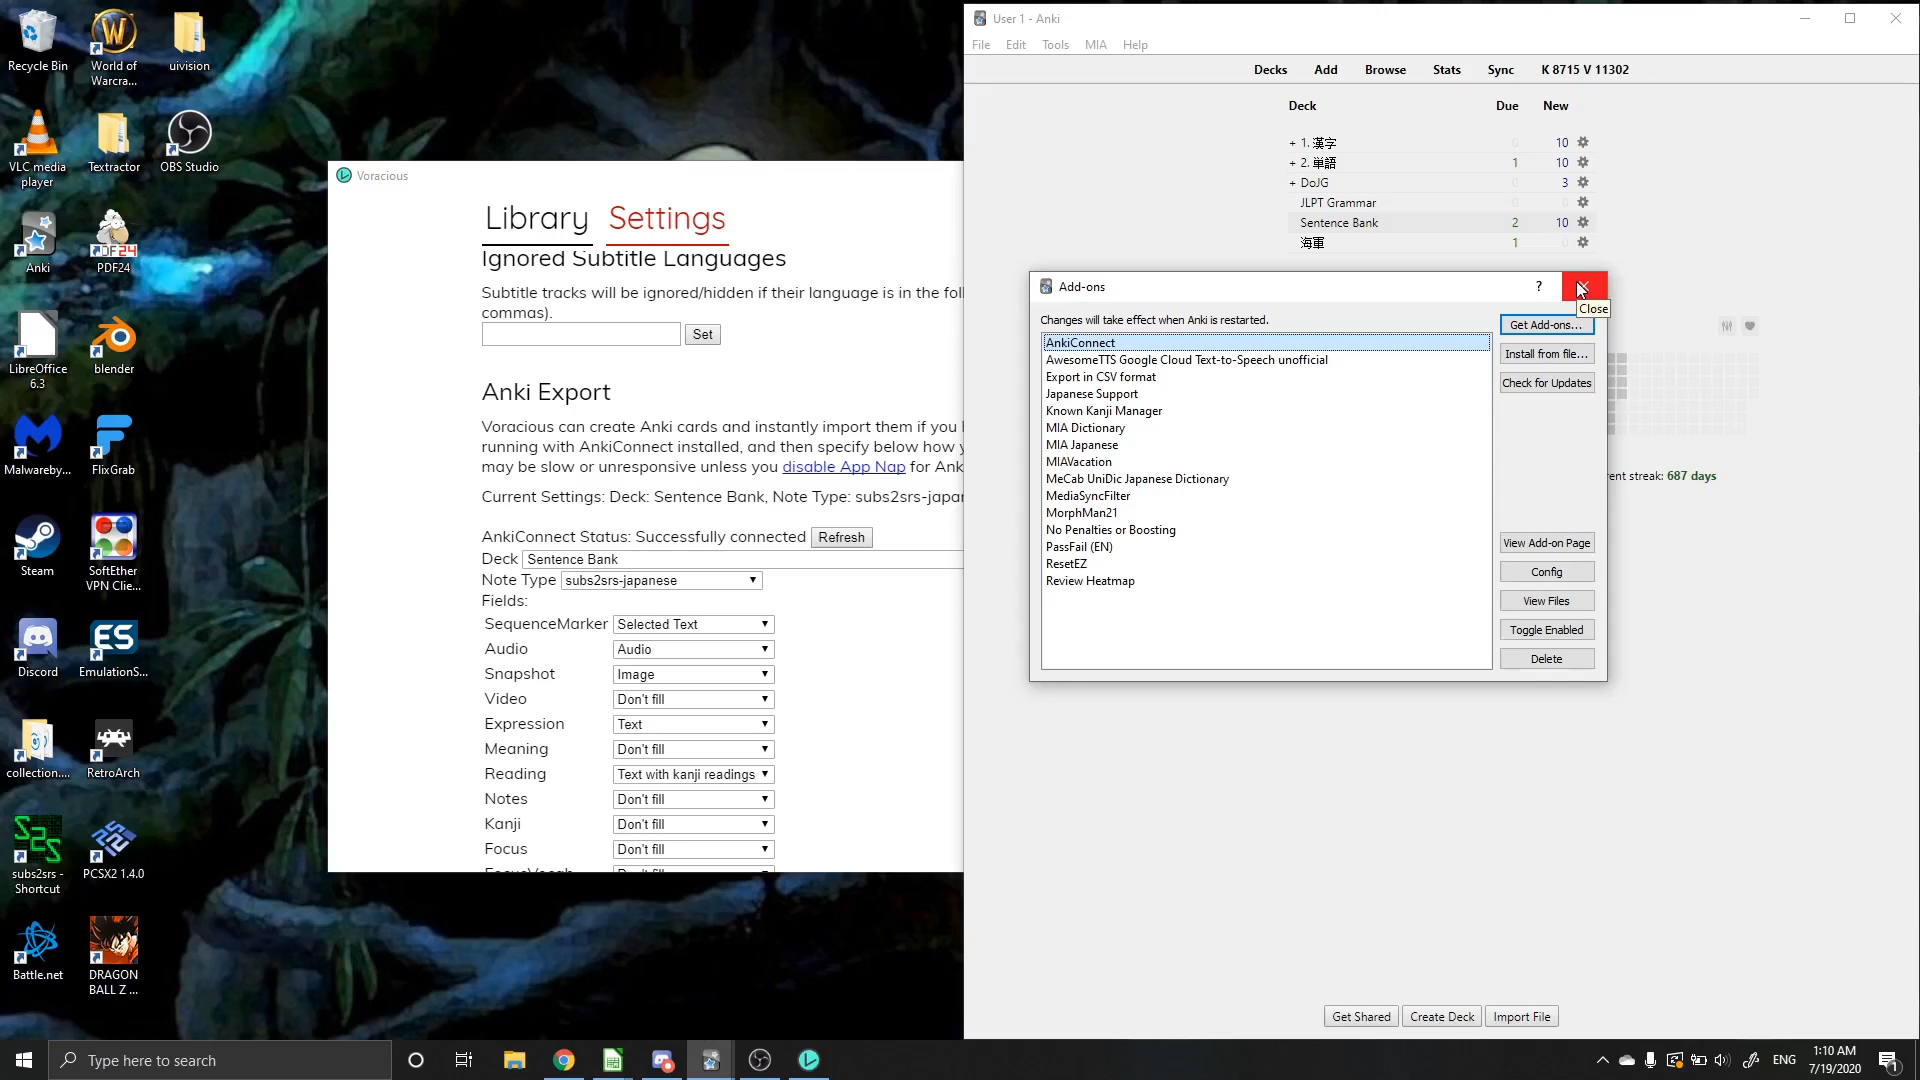 Recycle Bin
World of
Warcra...
uivision
VLC media
player
Textractor
OBS Studio
Anki
PDF24
LibreOffice
6.3
blender
Malwareby...
FlixGrab
Steam
SoftEther
VPN Clie...
Discord
EmulationS...
collection....
RetroArch
subs2srs -
Shortcut
PCSX2 1.4.0
Battle.net
DRAGON
BALL Z ...
Voracious
Library Settings
Ignored Subtitle Languages
Subtitle tracks will be ignored/hidden if their language is in the
commas).
Set
Anki Export
Voracious can create Anki cards and instantly import them if you
running with AnkiConnect installed, and then specify below how
may be slow or unresponsive unless you disable App Nap for Anki
Current Settings: Deck: Sentence Bank, Note Type: subs2srs-japan
AnkiConnect Status: Successfully connected Refresh
Deck Sentence Bank
Note Type subs2srs-japanese
Fields:
SequenceMarker Selected Text
Audio Audio
Snapshot Image
Video Don't fill
Expression Text
Meaning Don't fill
Reading Text with kanji readings
Notes Don't fill
Kanji Don't fill
Focus Don't fill
User 1 - Anki
File Edit Tools MIA Help
Decks Add Browse Stats Sync K 8715 V 11302
Deck Due New
+ 1. 漢字 0 10
+ 2. 単語 1 10
+ DoJG 0 3
JLPT Grammar 0 0
Sentence Bank 2 10
海軍 1 0
Add-ons ?
Close
Changes will take effect when Anki is restarted.
AnkiConnect
AwesomeTTS Google Cloud Text-to-Speech unofficial
Export in CSV format
Japanese Support
Known Kanji Manager
MIA Dictionary
MIA Japanese
MIAVacation
MeCab UniDic Japanese Dictionary
MediaSyncFilter
MorphMan21
No Penalties or Boosting
PassFail (EN)
ResetEZ
Review Heatmap
Get Add-ons...
Install from file...
Check for Updates
View Add-on Page
Config
View Files
Toggle Enabled
Delete
rent streak: 687 days
Get Shared Create Deck Import File
Type here to search
ENG
1:10 AM
7/19/2020
1